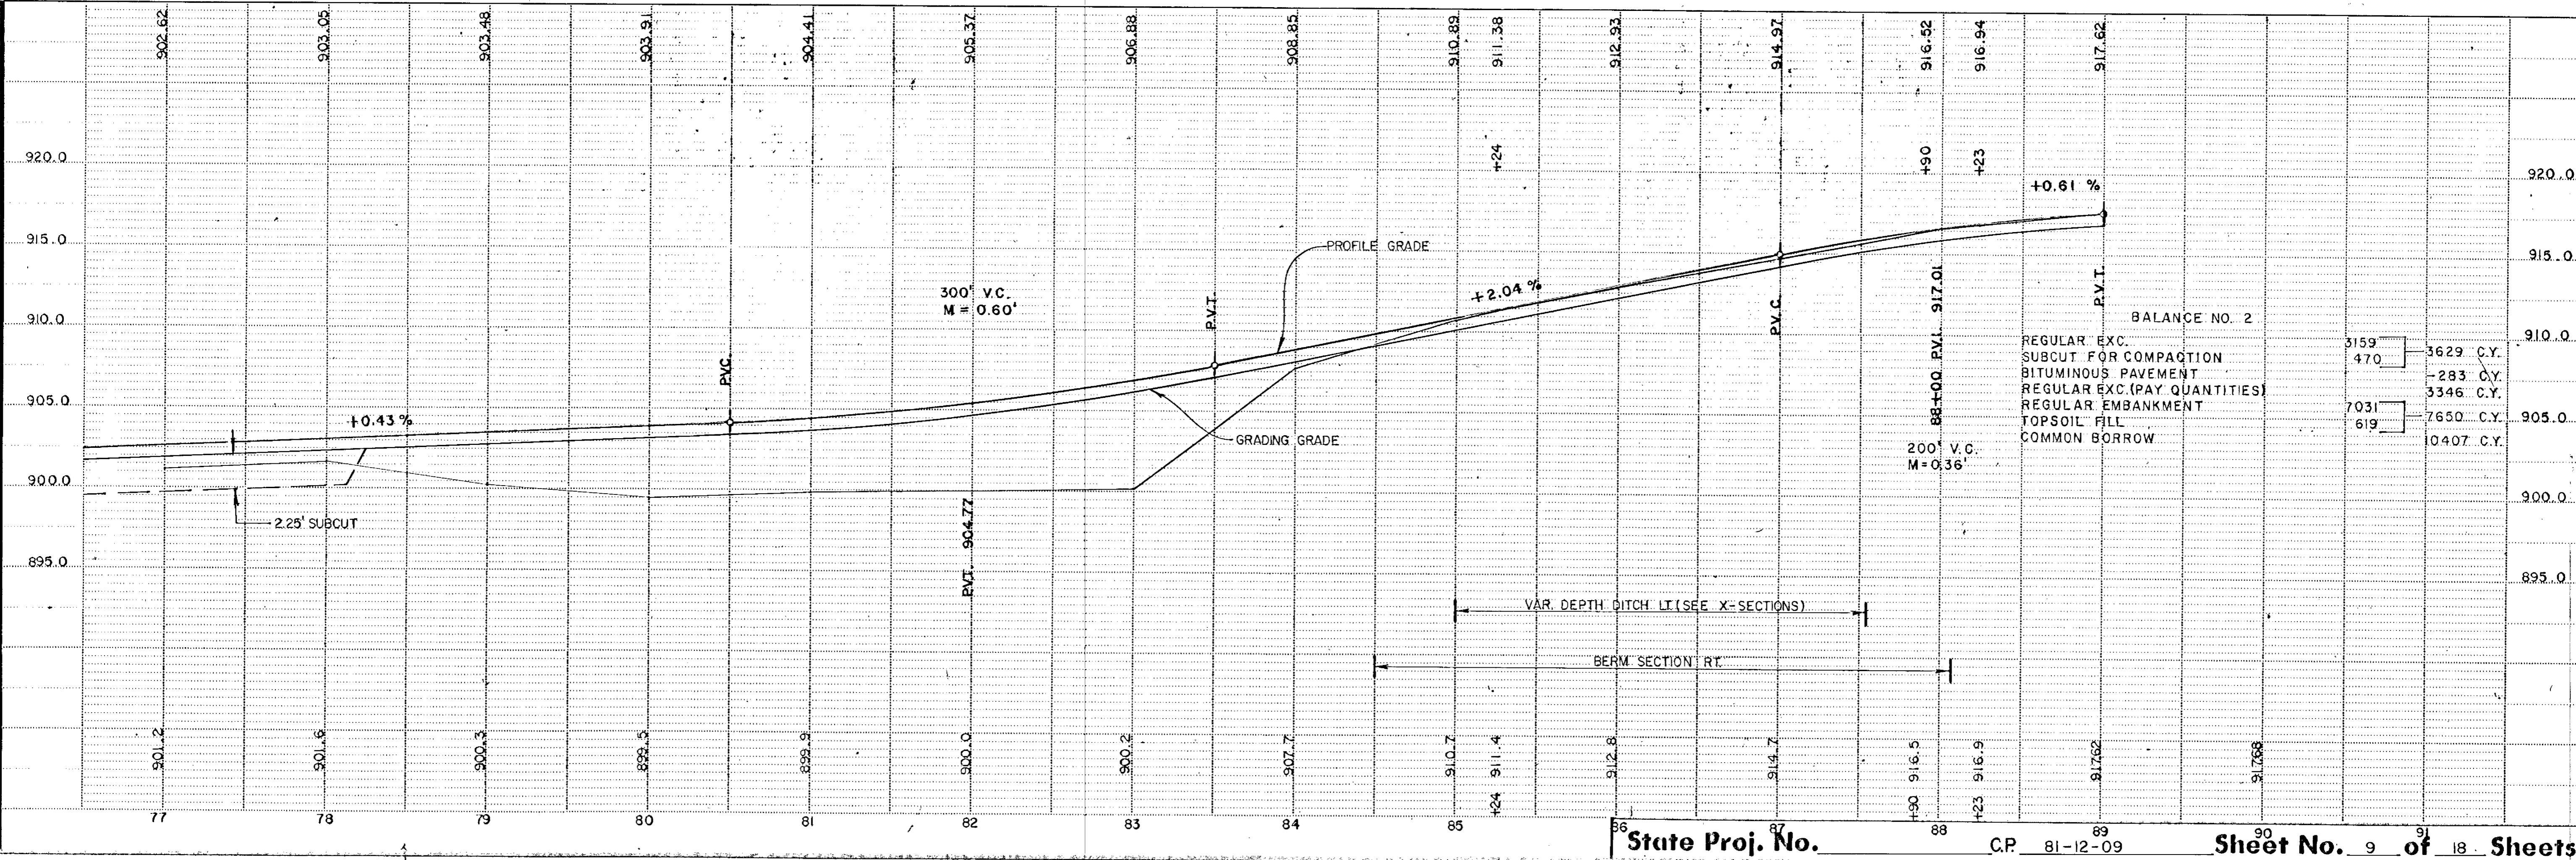 902.62 903.05 903.48 903.91 904.41 905.37 906.88 908.85 910.89 911.38 912.93 914.97 916.52 916.94 917.62
+24 +90 +23
920.0 920.0
+0.61 %
915.0 915.0
PROFILE GRADE
+2.04 %
300' V.C.
M = 0.60'
P.V.T.
P.V.C.
88+00 P.V.I. 917.01
P.V.T.
910.0 910.0
BALANCE NO. 2
REGULAR EXC. 3159
SUBCUT FOR COMPACTION 470 3629 C.Y.
BITUMINOUS PAVEMENT -283 C.Y.
REGULAR EXC.(PAY QUANTITIES) 3346 C.Y.
REGULAR EMBANKMENT 7031
TOPSOIL FILL 619 7650 C.Y.
COMMON BORROW 10407 C.Y.
P.V.C.
905.0 905.0
+0.43 %
GRADING GRADE
200' V.C.
M=0.36'
900.0 900.0
2.25' SUBCUT
P.V.I. 904.77
895.0 895.0
VAR. DEPTH DITCH LT.(SEE X-SECTIONS)
BERM SECTION RT.
901.2 901.6 900.3 899.5 899.9 900.0 900.2 907.7 910.7 911.4 912.8 914.7 916.5 916.9 917.62 917.68
+24 +90 +23
77 78 79 80 81 82 83 84 85 86 87 88 89 90 91
State Proj. No. C.P. 81-12-09 Sheet No. 9 of 18 Sheets